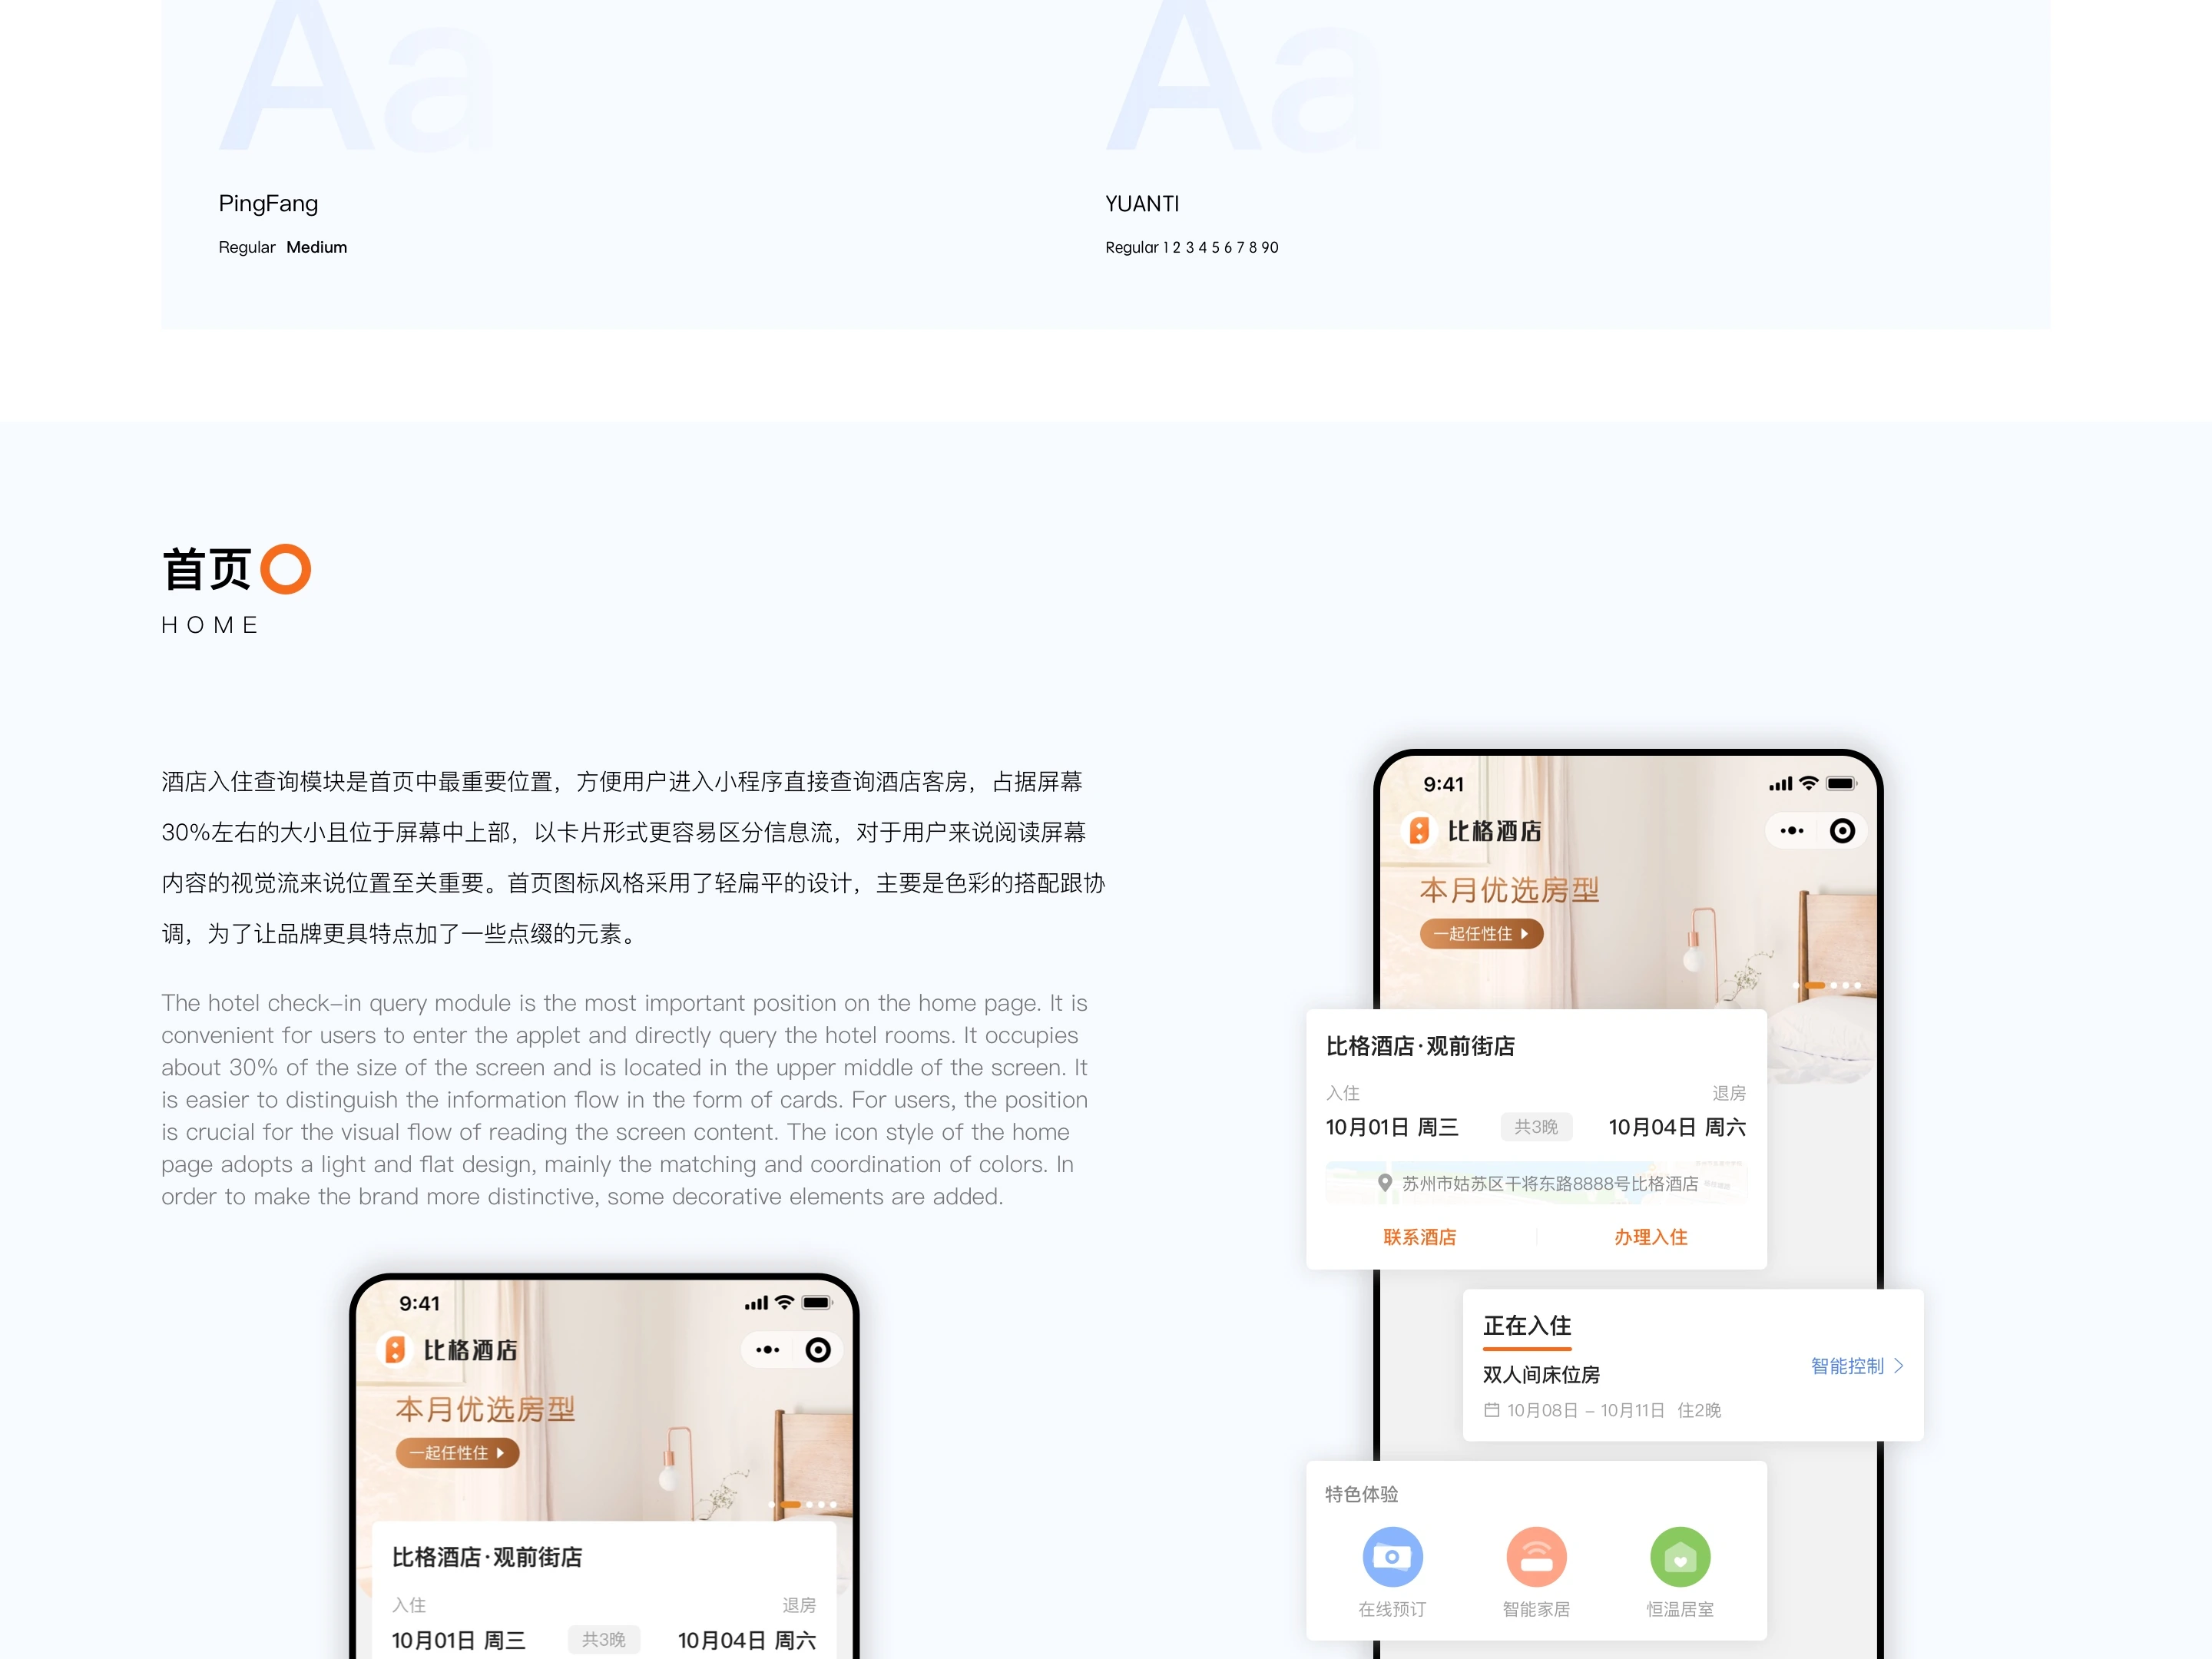 Aa
Aa
PingFang
YUANTI
Regular Medium
Regular 1 2 3 4 5 6 7 8 90
首页
HOME
酒店入住查询模块是首页中最重要位置，方便用户进入小程序直接查询酒店客房，占据屏幕
30%左右的大小且位于屏幕中上部，以卡片形式更容易区分信息流，对于用户来说阅读屏幕
内容的视觉流来说位置至关重要。首页图标风格采用了轻扁平的设计，主要是色彩的搭配跟协
调，为了让品牌更具特点加了一些点缀的元素。
The hotel check-in query module is the most important position on the home page. It is
convenient for users to enter the applet and directly query the hotel rooms. It occupies
about 30% of the size of the screen and is located in the upper middle of the screen. It
is easier to distinguish the information flow in the form of cards. For users, the position
is crucial for the visual flow of reading the screen content. The icon style of the home
page adopts a light and flat design, mainly the matching and coordination of colors. In
order to make the brand more distinctive, some decorative elements are added.
9:41
比格酒店
本月优选房型
一起任性住
比格酒店·观前街店
入住 退房
10月01日 周三 共3晚 10月04日 周六
9:41
比格酒店
本月优选房型
一起任性住
比格酒店·观前街店
入住 退房
10月01日 周三 共3晚 10月04日 周六
苏州市姑苏区干将东路8888号比格酒店
联系酒店 办理入住
正在入住
双人间床位房
智能控制
10月08日 – 10月11日 住2晚
特色体验
在线预订 智能家居 恒温居室